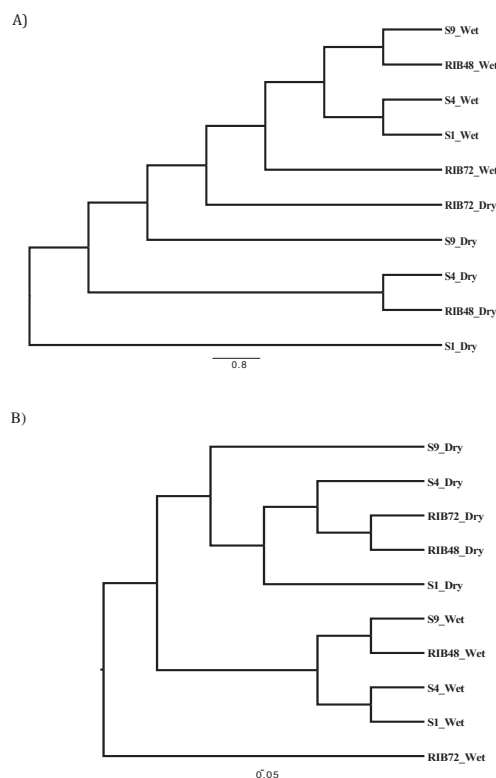 A)
S9_Wet
RIB48_Wet
S4_Wet
S1_Wet
RIB72_Wet
RIB72_Dry
S9_Dry
S4_Dry
RIB48_Dry
S1_Dry
0.8
B)
S9_Dry
S4_Dry
RIB72_Dry
RIB48_Dry
S1_Dry
S9_Wet
RIB48_Wet
S4_Wet
S1_Wet
RIB72_Wet
0.05